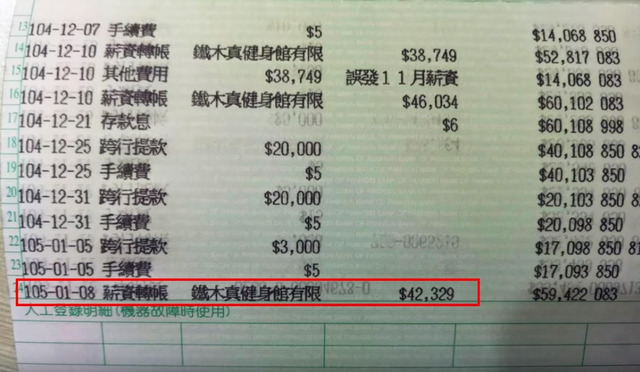 13 104-12-07 手續費 $5 $14,068 850
14 104-12-10 薪資轉帳 鐵木真健身館有限 $38,749 $52,817 083
15 104-12-10 其他費用 $38,749 誤發11月薪資 $14,068 083
16 104-12-10 薪資轉帳 鐵木真健身館有限 $46,034 $60,102 083
17 104-12-21 存款息 $6 $60,108 998
18 104-12-25 跨行提款 $20,000 $40,108 850 8
19 104-12-25 手續費 $5 $40,103 850
20 104-12-31 跨行提款 $20,000 $20,103 850 8
21 104-12-31 手續費 $5 $20,098 850
22 105-01-05 跨行提款 $3,000 $17,098 850 81
23 105-01-05 手續費 $5 $17,093 850
24 105-01-08 薪資轉帳 鐵木真健身館有限 $42,329 $59,422 083
人工登錄明細(機器故障時使用)